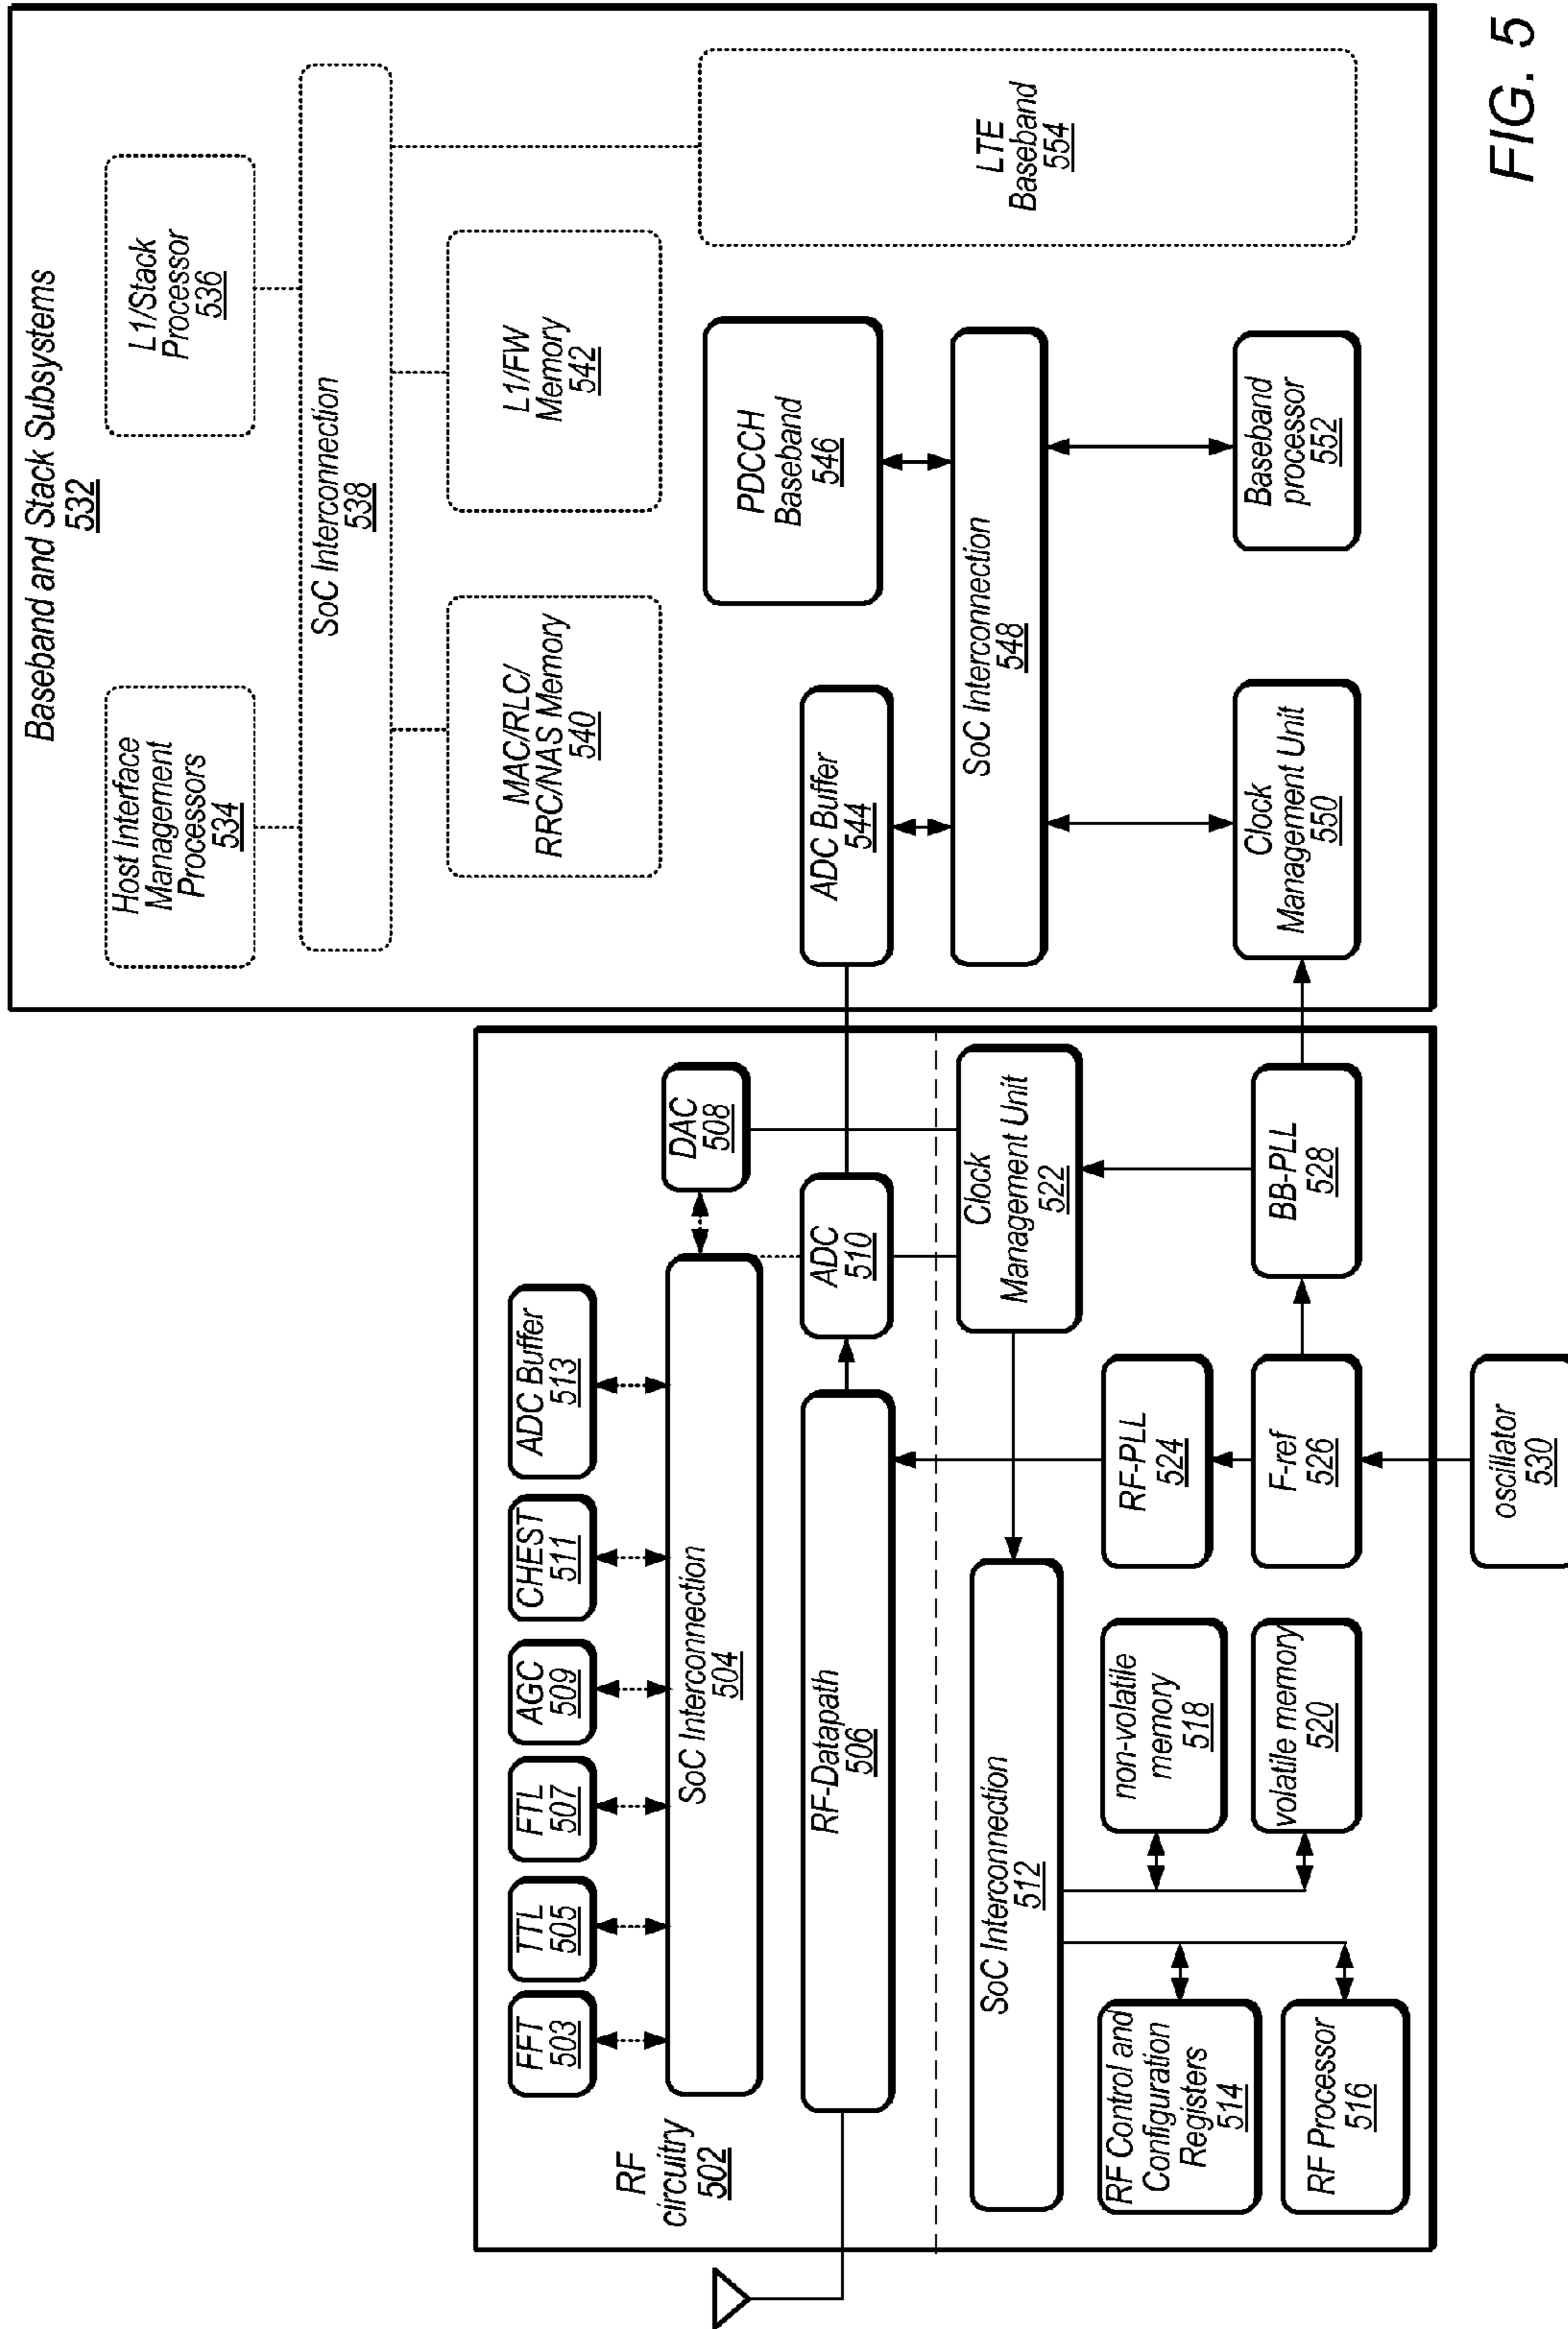 Baseband and Stack Subsystems
532
Host Interface
Management
Processors
534
L1/Stack
Processor
536
SoC Interconnection
538
MAC/RLC/
RRC/NAS Memory
540
L1/FW
Memory
542
ADC Buffer
544
PDCCH
Baseband
546
LTE
Baseband
554
SoC Interconnection
548
Clock
Management Unit
550
Baseband
processor
552
RF
circuitry
502
FFT
503
TTL
505
FTL
507
AGC
509
CHEST
511
ADC Buffer
513
SoC Interconnection
504
DAC
508
RF-Datapath
506
ADC
510
SoC Interconnection
512
Clock
Management Unit
522
RF Control and
Configuration
Registers
514
non-volatile
memory
518
RF-PLL
524
RF Processor
516
volatile memory
520
F-ref
526
BB-PLL
528
oscillator
530
FIG. 5